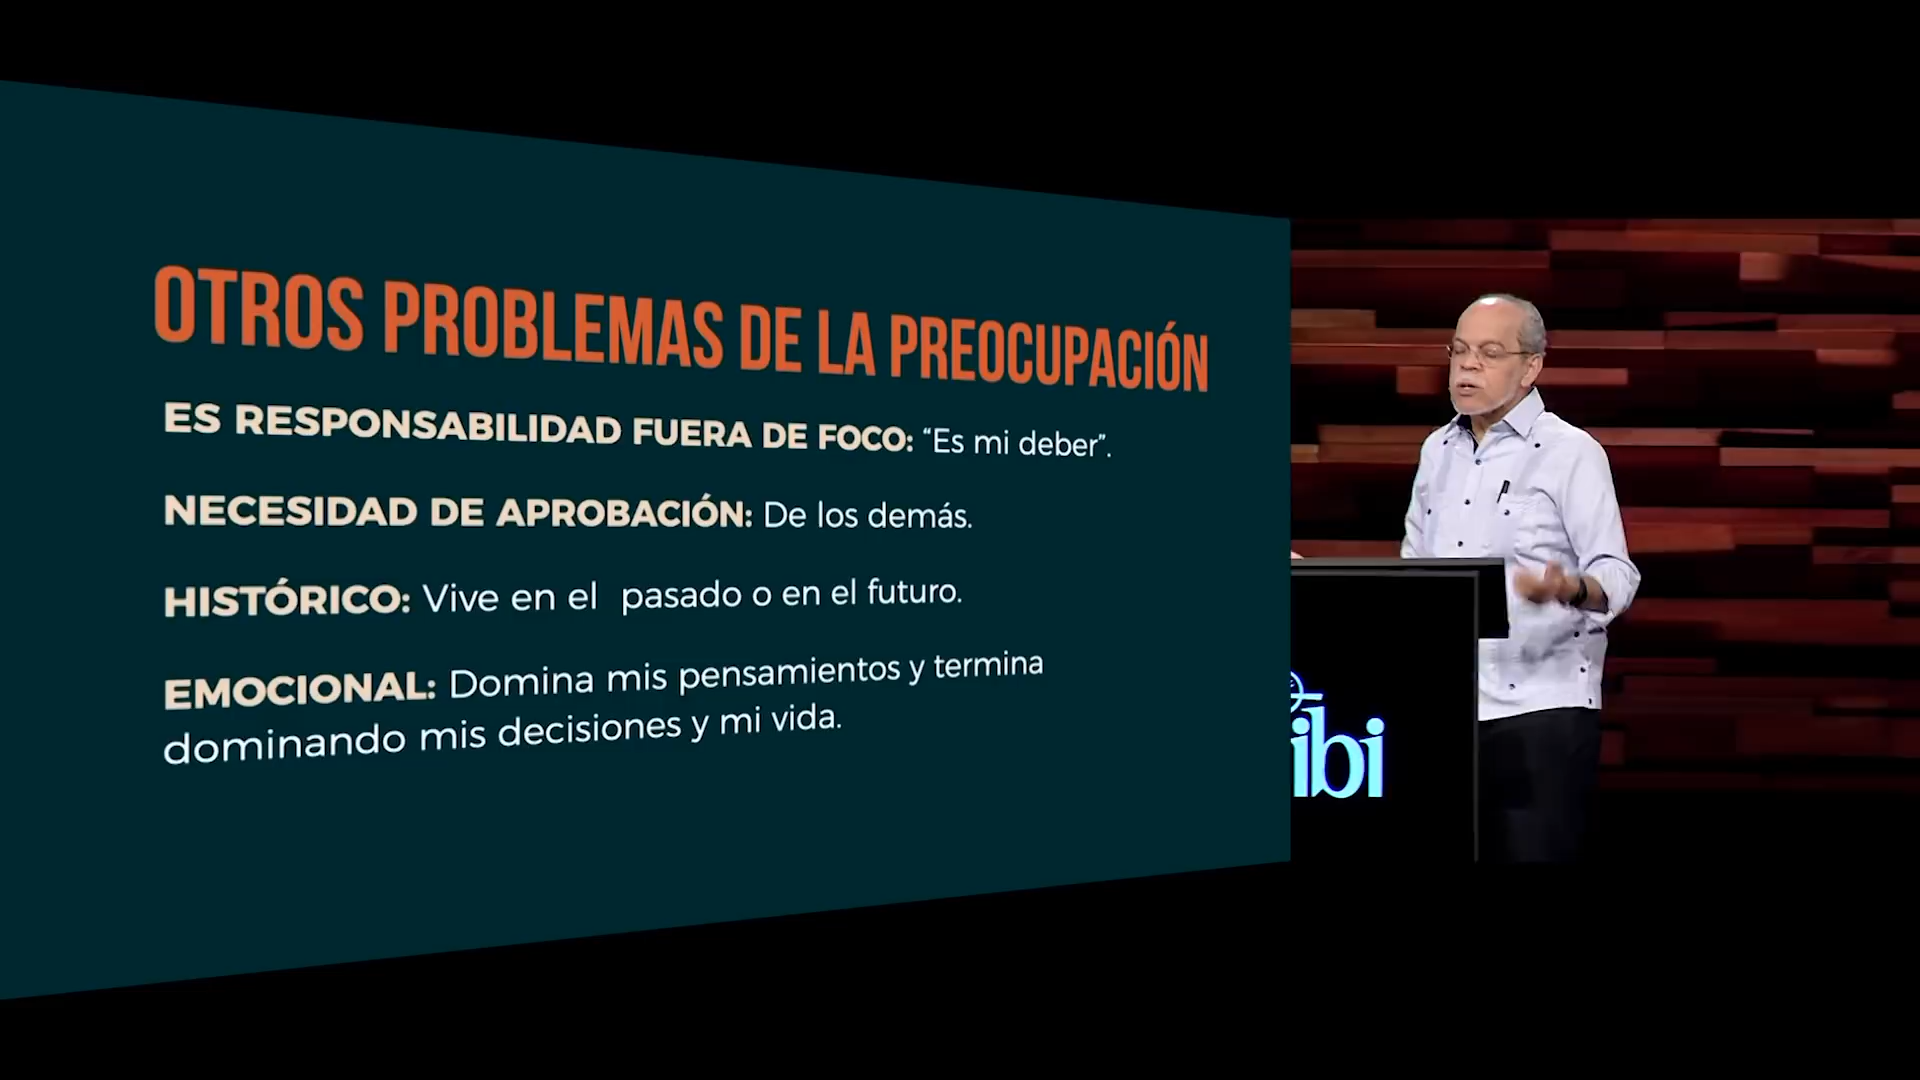 OTROS PROBLEMAS DE LA PREOCUPACIÓN
ES RESPONSABILIDAD FUERA DE FOCO: “Es mi deber”.
NECESIDAD DE APROBACIÓN: De los demás.
HISTÓRICO: Vive en el pasado o en el futuro.
EMOCIONAL: Domina mis pensamientos y termina
dominando mis decisiones y mi vida.
ibi